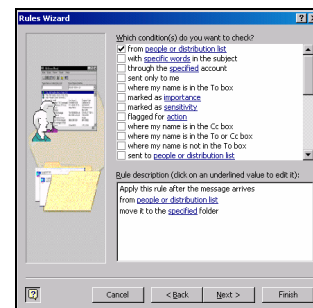 Rules Wizard
Which condition(s) do you want to check?
from people or distribution list
with specific words in the subject
through the specified account
sent only to me
where my name is in the To box
marked as importance
marked as sensitivity
flagged for action
where my name is in the Cc box
where my name is in the To or Cc box
where my name is not in the To box
sent to people or distribution list
Rule description (click on an underlined value to edit it):
Apply this rule after the message arrives
from people or distribution list
move it to the specified folder
Cancel
< Back
Next >
Finish